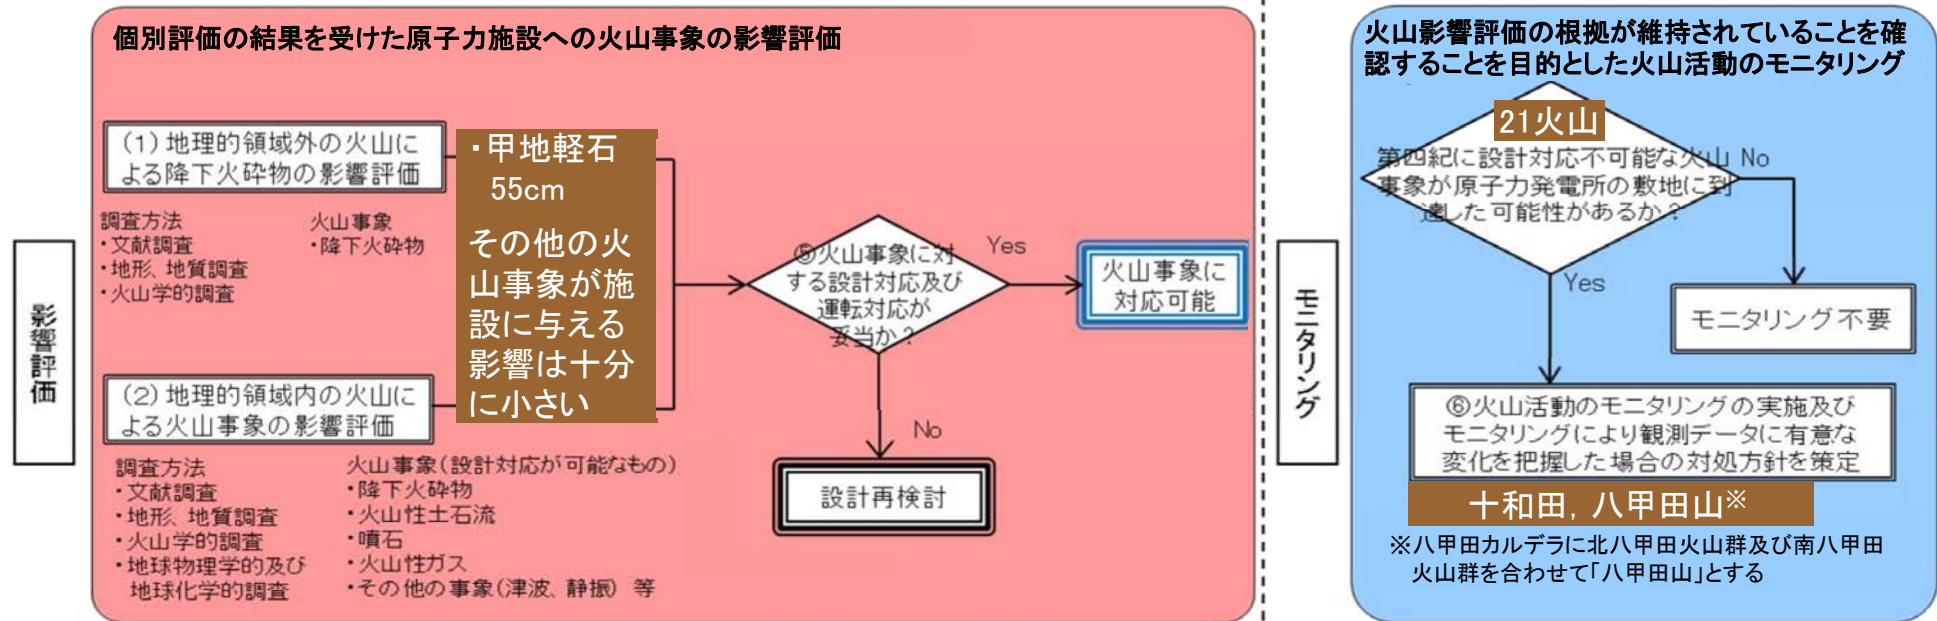 影響評価
個別評価の結果を受けた原子力施設への火山事象の影響評価
(1)地理的領域外の火山に
よる降下火砕物の影響評価
調査方法
・文献調査
・地形、地質調査
・火山学的調査
火山事象
・降下火砕物
・甲地軽石
55cm
その他の火
山事象が施
設に与える
影響は十分
に小さい
(2)地理的領域内の火山に
よる火山事象の影響評価
調査方法
・文献調査
・地形、地質調査
・火山学的調査
・地球物理学的及び
地球化学的調査
火山事象(設計対応が可能なもの)
・降下火砕物
・火山性土石流
・噴石
・火山性ガス
・その他の事象(津波、静振) 等
⑤火山事象に対
する設計対応及び
運転対応が
妥当か?
Yes
火山事象に
対応可能
No
設計再検討
モニタリング
火山影響評価の根拠が維持されていることを確
認することを目的とした火山活動のモニタリング
21火山
第四紀に設計対応不可能な火山
事象が原子力発電所の敷地に到
達した可能性があるか?
No
モニタリング不要
Yes
⑥火山活動のモニタリングの実施及び
モニタリングにより観測データに有意な
変化を把握した場合の対処方針を策定
十和田，八甲田山※
※八甲田カルデラに北八甲田火山群及び南八甲田
火山群を合わせて「八甲田山」とする